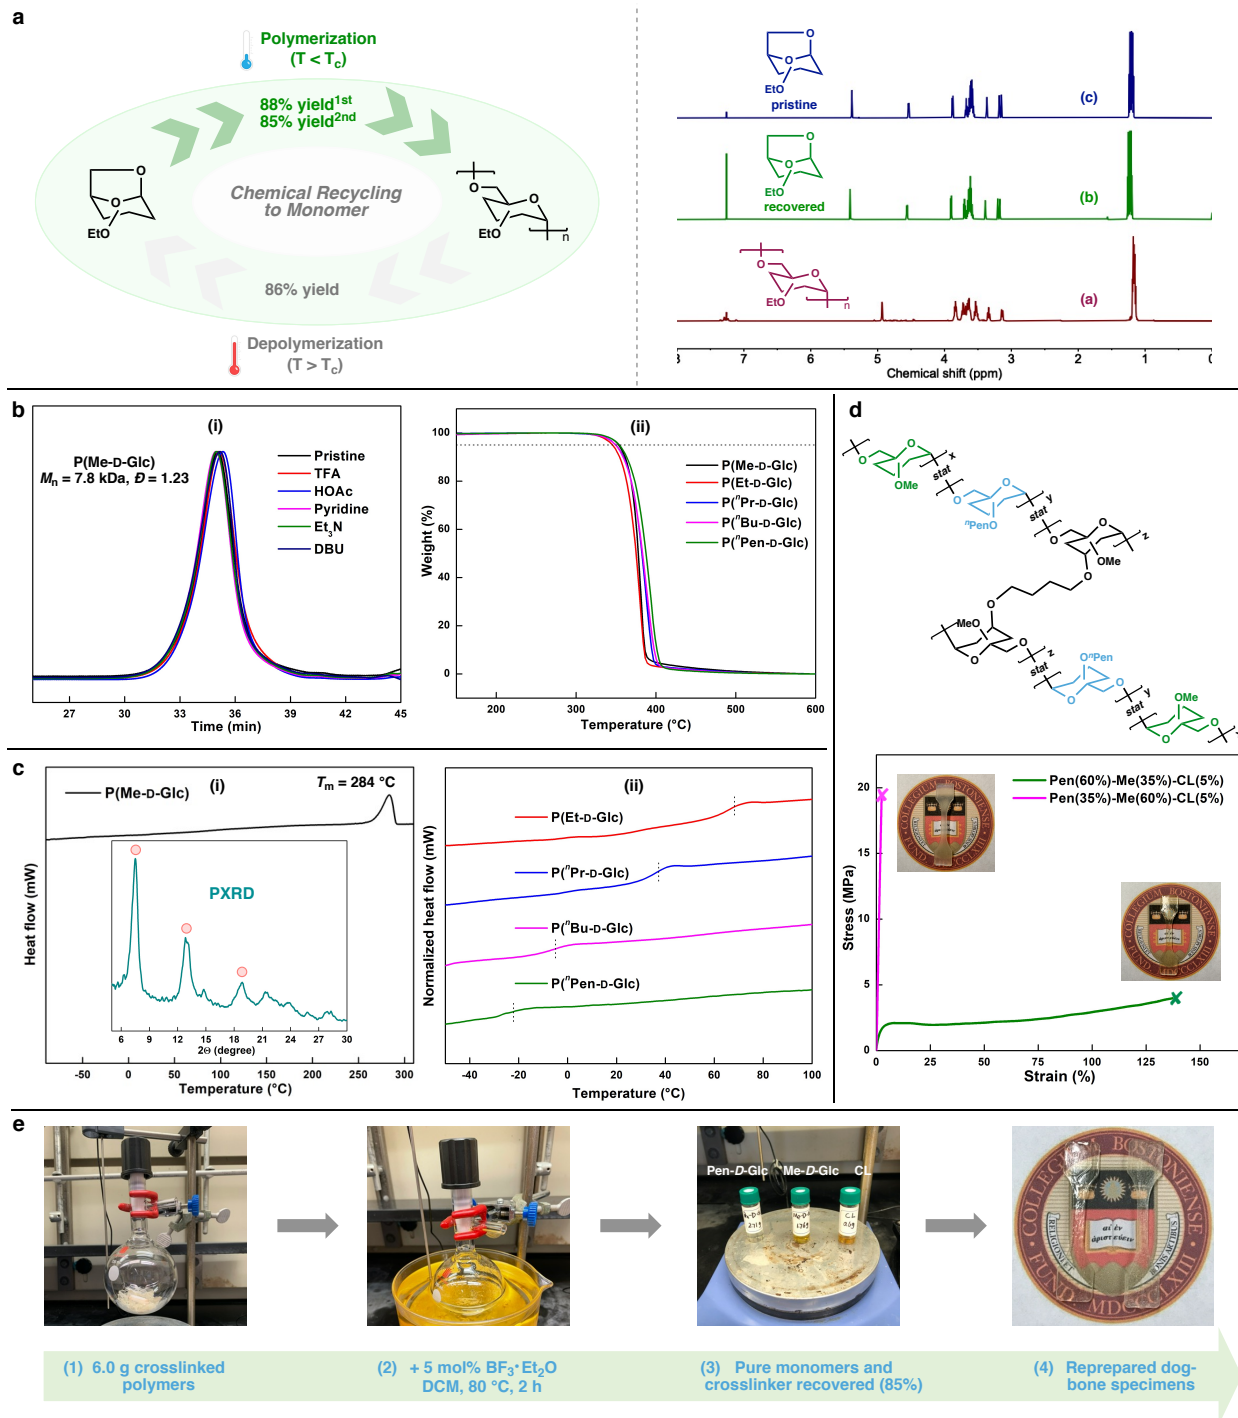 a
Polymerization
(T < Tc)
88% yield1st
85% yield2nd
Chemical Recycling
to Monomer
O
O
EtO
O
O
EtO
n
86% yield
Depolymerization
(T > Tc)
O
O
EtO
pristine
(c)
O
O
EtO
recovered
(b)
O
O
EtO
n
(a)
8 7 6 5 4 3 2 1 0
Chemical shift (ppm)
b
(i)
P(Me-D-Glc)
Mn = 7.8 kDa, Đ = 1.23
Pristine
TFA
HOAc
Pyridine
Et3N
DBU
27 30 33 36 39 42 45
Time (min)
(ii)
P(Me-D-Glc)
P(Et-D-Glc)
P(nPr-D-Glc)
P(nBu-D-Glc)
P(nPen-D-Glc)
Weight (%)
100
80
60
40
20
0
200 300 400 500 600
Temperature (°C)
c
(i)
P(Me-D-Glc)
Tm = 284 °C
PXRD
6 9 12 15 18 21 24 27 30
2Θ (degree)
Heat flow (mW)
-50 0 50 100 150 200 250 300
Temperature (°C)
(ii)
P(Et-D-Glc)
P(nPr-D-Glc)
P(nBu-D-Glc)
P(nPen-D-Glc)
Normalized heat flow (mW)
-40 -20 0 20 40 60 80 100
Temperature (°C)
d
O
O
OMe
x
stat
O
O
nPenO
y
stat
O
O
OMe
z
O
O
MeO
O
O
z
stat
OnPen
O
O
y
stat
OMe
O
O
Pen(60%)-Me(35%)-CL(5%)
Pen(35%)-Me(60%)-CL(5%)
Stress (MPa)
20
15
10
5
0
0 25 50 75 100 125 150
Strain (%)
e
Pen-D-Glc Me-D-Glc CL
(1) 6.0 g crosslinked
polymers
(2) + 5 mol% BF3·Et2O
DCM, 80 °C, 2 h
(3) Pure monomers and
crosslinker recovered (85%)
(4) Reprepared dog-
bone specimens